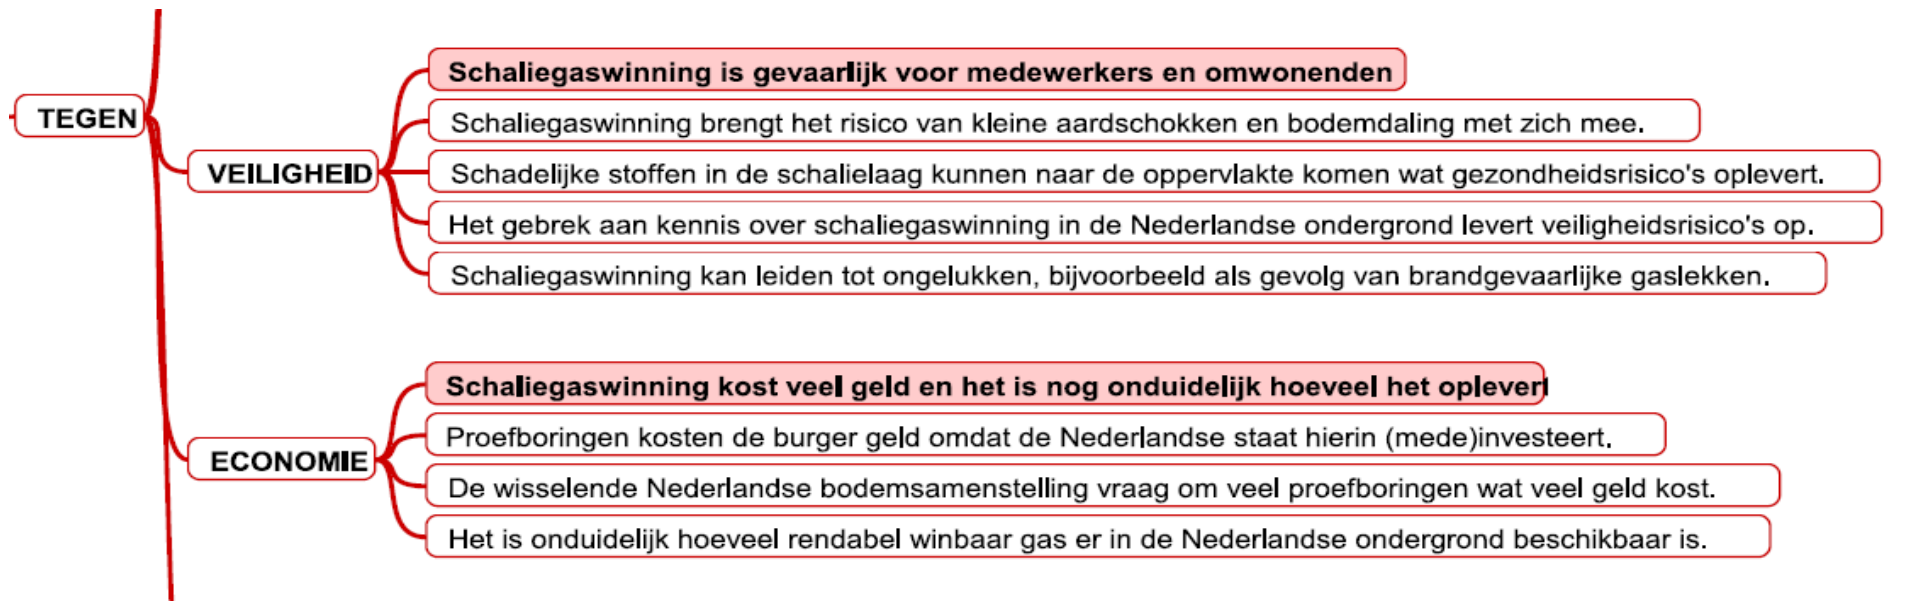 TEGEN
VEILIGHEID
Schaliegaswinning is gevaarlijk voor medewerkers en omwonenden
Schaliegaswinning brengt het risico van kleine aardschokken en bodemdaling met zich mee.
Schadelijke stoffen in de schalielaag kunnen naar de oppervlakte komen wat gezondheidsrisico's oplevert.
Het gebrek aan kennis over schaliegaswinning in de Nederlandse ondergrond levert veiligheidsrisico's op.
Schaliegaswinning kan leiden tot ongelukken, bijvoorbeeld als gevolg van brandgevaarlijke gaslekken.
ECONOMIE
Schaliegaswinning kost veel geld en het is nog onduidelijk hoeveel het oplevert
Proefboringen kosten de burger geld omdat de Nederlandse staat hierin (mede)investeert.
De wisselende Nederlandse bodemsamenstelling vraag om veel proefboringen wat veel geld kost.
Het is onduidelijk hoeveel rendabel winbaar gas er in de Nederlandse ondergrond beschikbaar is.